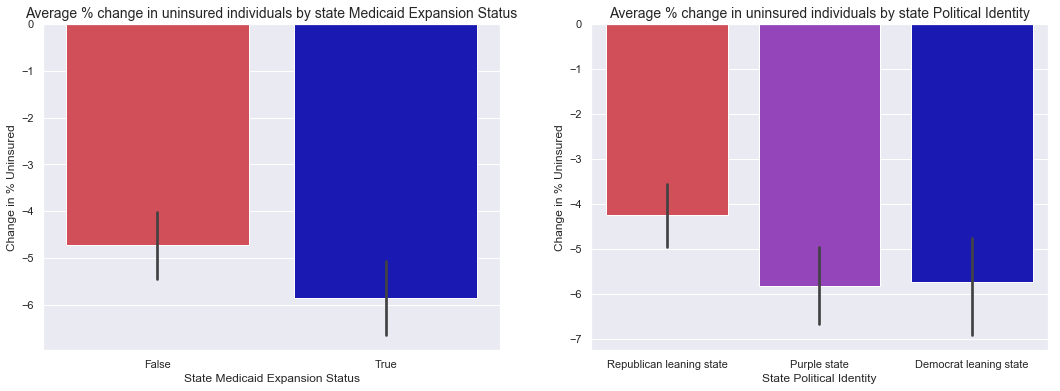 Average % change in uninsured individuals by state Medicaid Expansion Status
0
−1
−2
−3
−4
−5
−6
Change in % Uninsured
False True
State Medicaid Expansion Status
Average % change in uninsured individuals by state Political Identity
0
−1
−2
−3
−4
−5
−6
−7
Change in % Uninsured
Republican leaning state Purple state Democrat leaning state
State Political Identity